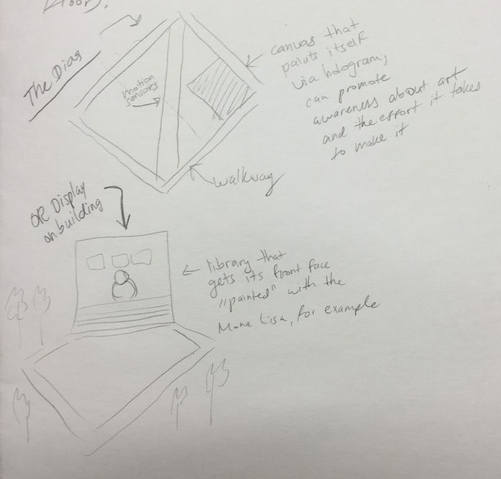 (floor).
The Dias
motion
sensors
canvas that
paints itself
via hologram,
can promote
awareness about art
and the effort it takes
to make it
walkway
OR Display
on building
library that
gets its front face
"painted" with the
Mona Lisa, for example